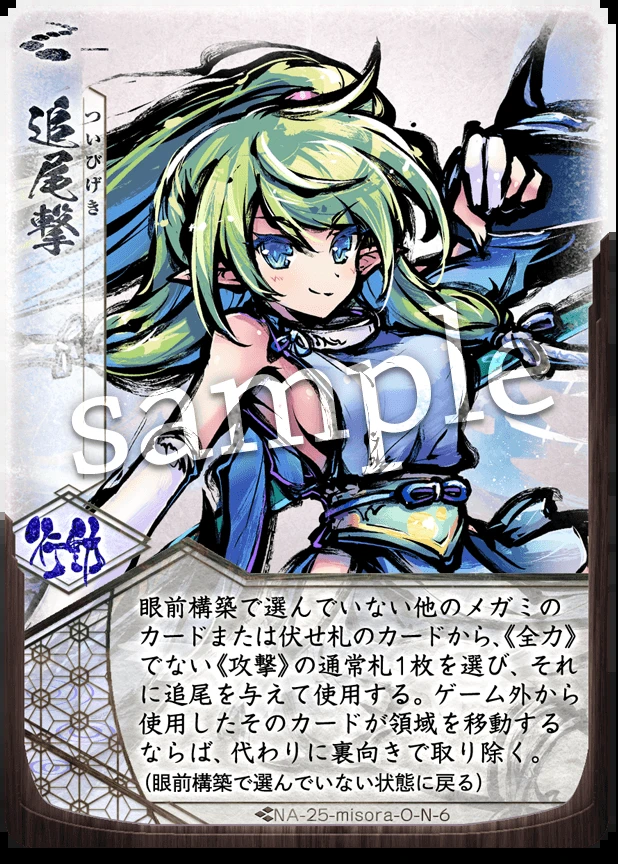 追尾撃
ついびげき
sample
行動
眼前構築で選んでいない他のメガミの
カードまたは伏せ札のカードから、《全力》
でない《攻撃》の通常札1枚を選び、それ
に追尾を与えて使用する。ゲーム外から
使用したそのカードが領域を移動する
ならば、代わりに裏向きで取り除く。
(眼前構築で選んでいない状態に戻る)
NA-25-misora-O-N-6